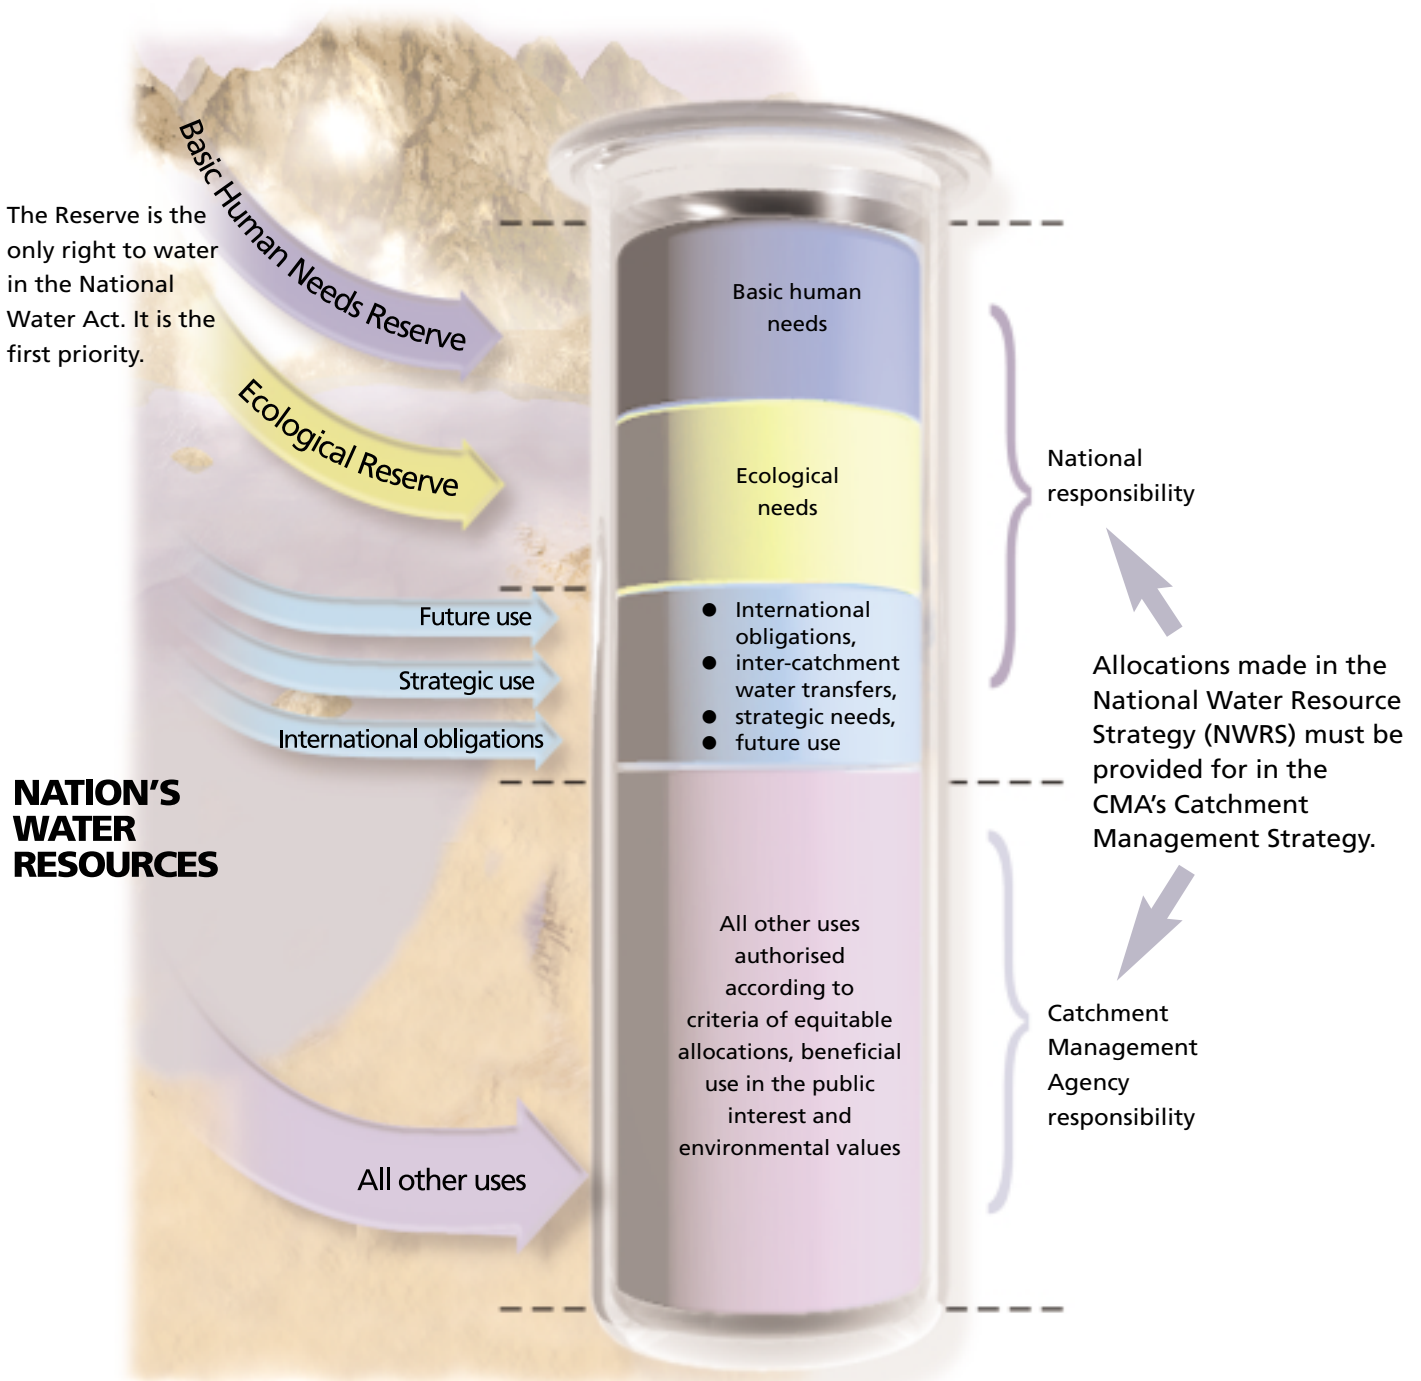 The Reserve is the
only right to water
in the National
Water Act. It is the
first priority.
Basic Human Needs Reserve
Ecological Reserve
Future use
Strategic use
International obligations
NATION'S
WATER
RESOURCES
All other uses
Basic human
needs
Ecological
needs
● International
obligations,
● inter-catchment
water transfers,
● strategic needs,
● future use
All other uses
authorised
according to
criteria of equitable
allocations, beneficial
use in the public
interest and
environmental values
National
responsibility
Allocations made in the
National Water Resource
Strategy (NWRS) must be
provided for in the
CMA's Catchment
Management Strategy.
Catchment
Management
Agency
responsibility